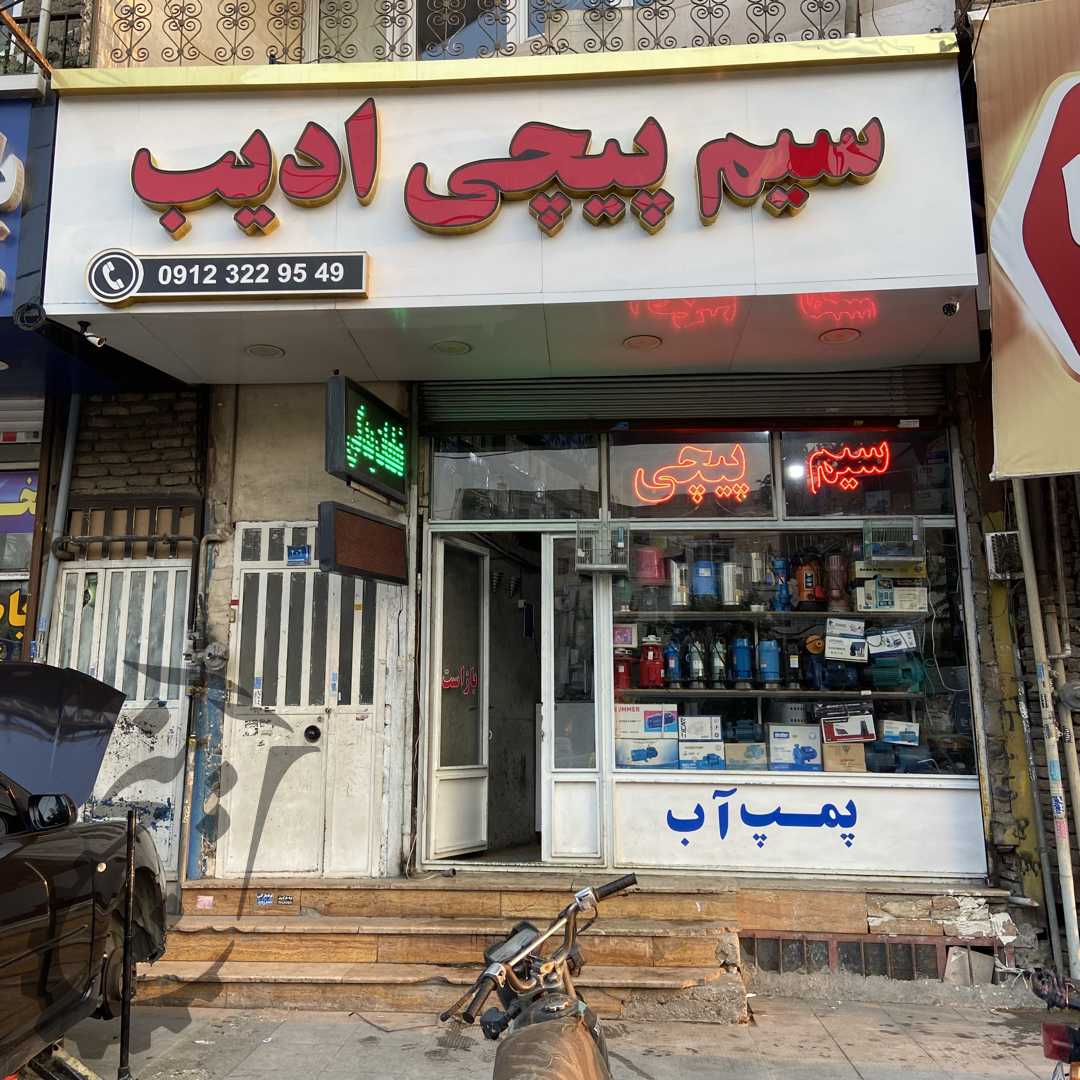 سیم پیچی ادیب
0912 322 95 49
سیم پیچی
باز است
پمپ آب